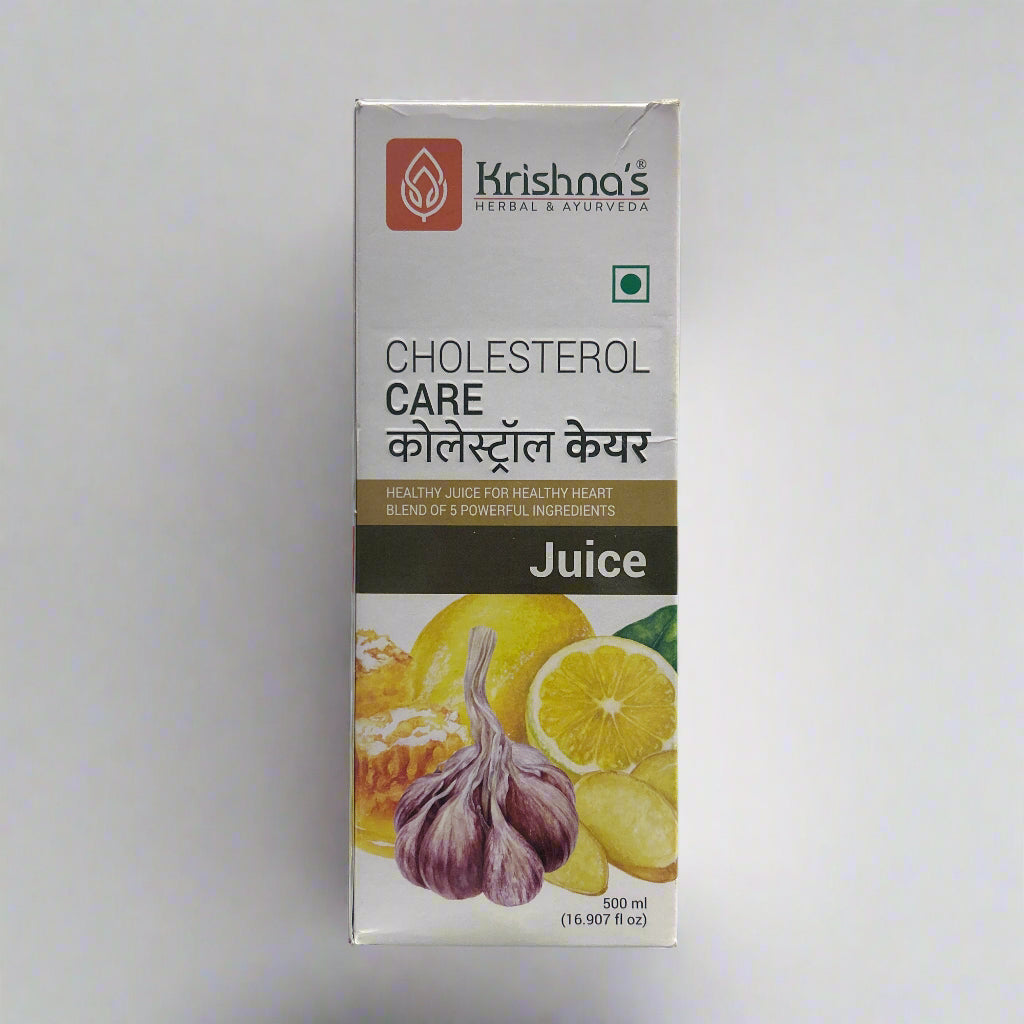 Krishna's®
HERBAL & AYURVEDA
CHOLESTEROL
CARE
कोलेस्ट्रॉल केयर
HEALTHY JUICE FOR HEALTHY HEART
BLEND OF 5 POWERFUL INGREDIENTS
Juice
500 ml
(16.907 fl oz)